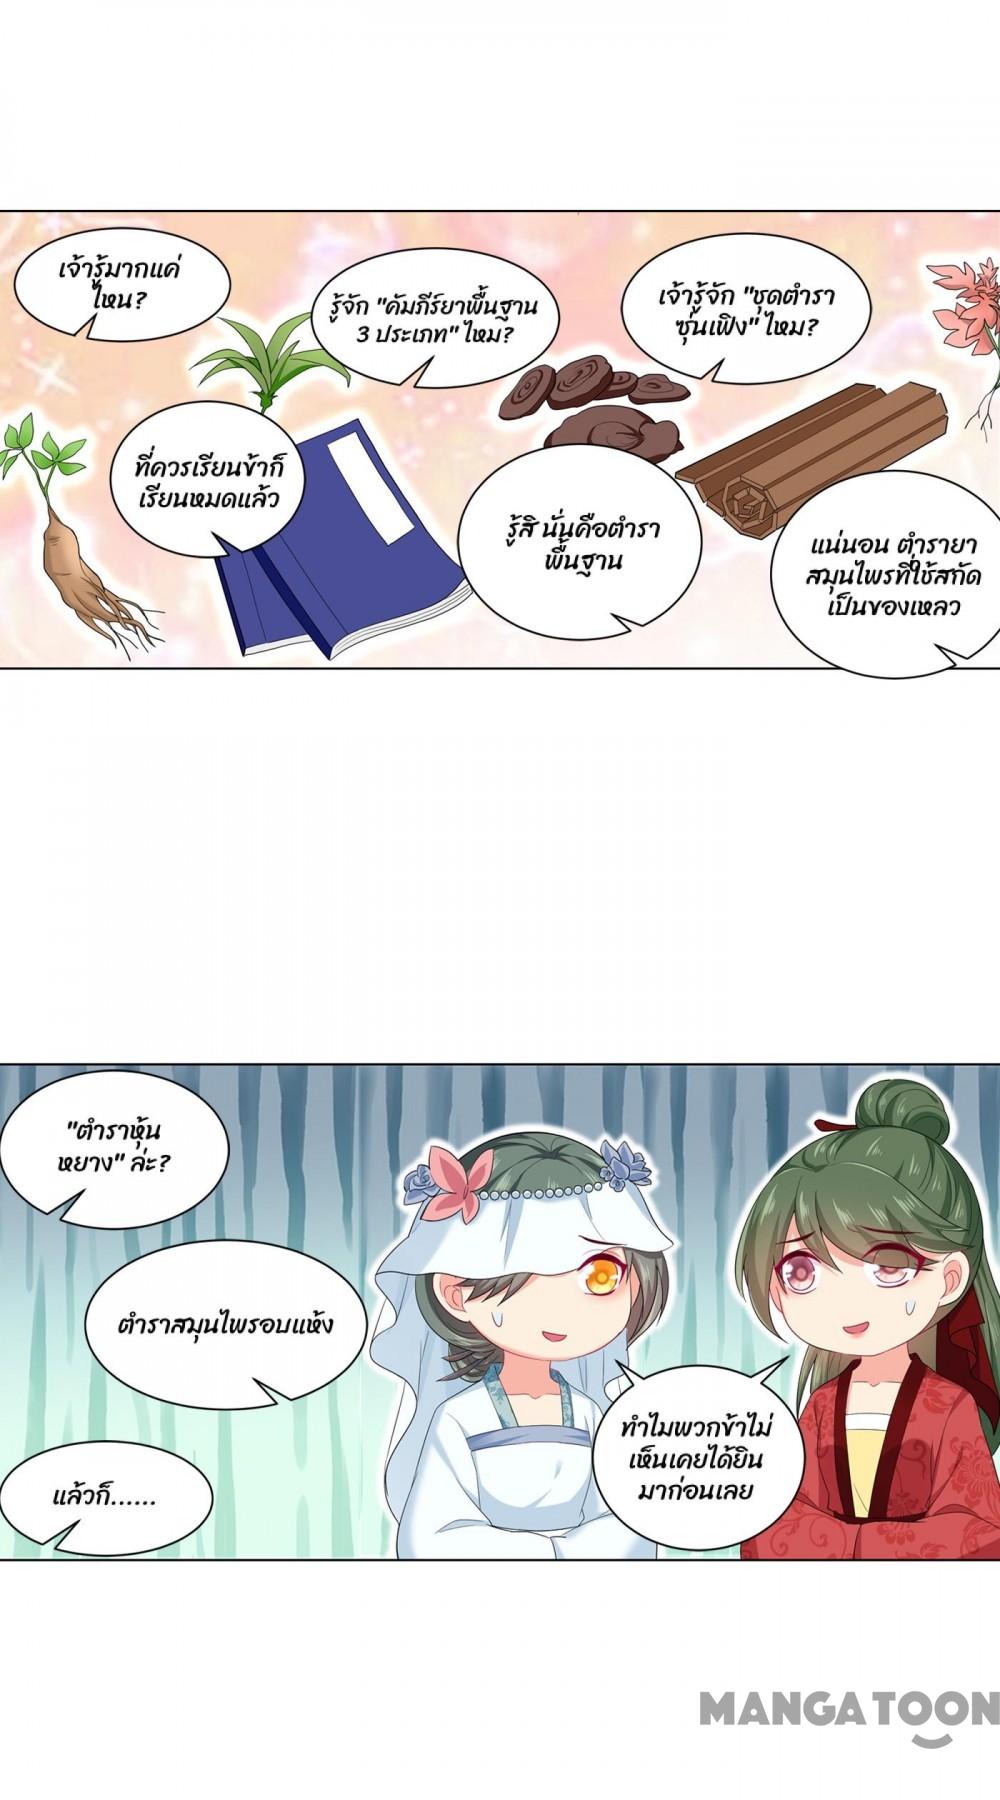 เจ้ารู้มากแค่
ไหน?
ที่ควรเรียนข้าก็
เรียนหมดแล้ว
รู้จัก "คัมภีร์ยาพื้นฐาน
3 ประเภท" ไหม?
รู้สิ นั่นคือตำรา
พื้นฐาน
เจ้ารู้จัก "ชุดตำรา
ซุนเฟิง" ไหม?
แน่นอน ตำรายา
สมุนไพรที่ใช้สกัด
เป็นของเหลว
"ตำราหุ้น
หยาง" ล่ะ?
ตำราสมุนไพรอบแห้ง
แล้วก็......
ทำไมพวกข้าไม่
เห็นเคยได้ยิน
มาก่อนเลย
MANGATOON